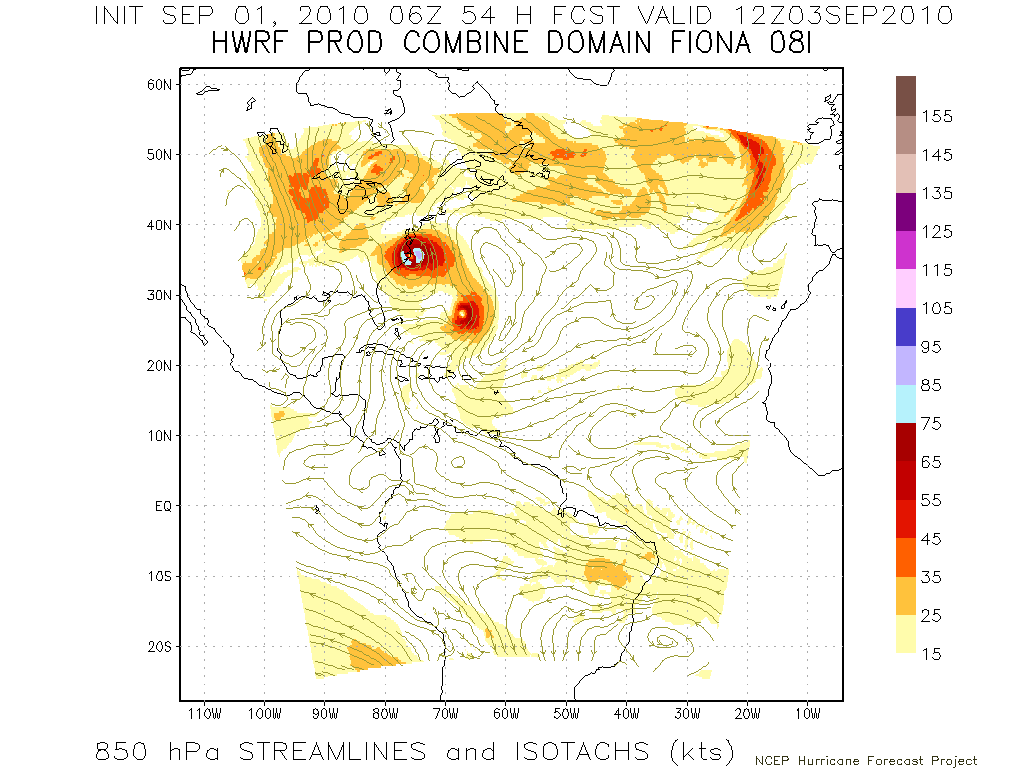 INIT SEP 01, 2010 06Z 54 H FCST VALID 12Z03SEP2010
HWRF PROD COMBINE DOMAIN FIONA 08l
60N
50N
40N
30N
20N
10N
EQ
10S
20S
110W 100W 90W 80W 70W 60W 50W 40W 30W 20W 10W
155
145
135
125
115
105
95
85
75
65
55
45
35
25
15
850 hPa STREAMLINES and ISOTACHS (kts)
NCEP Hurricane Forecast Project